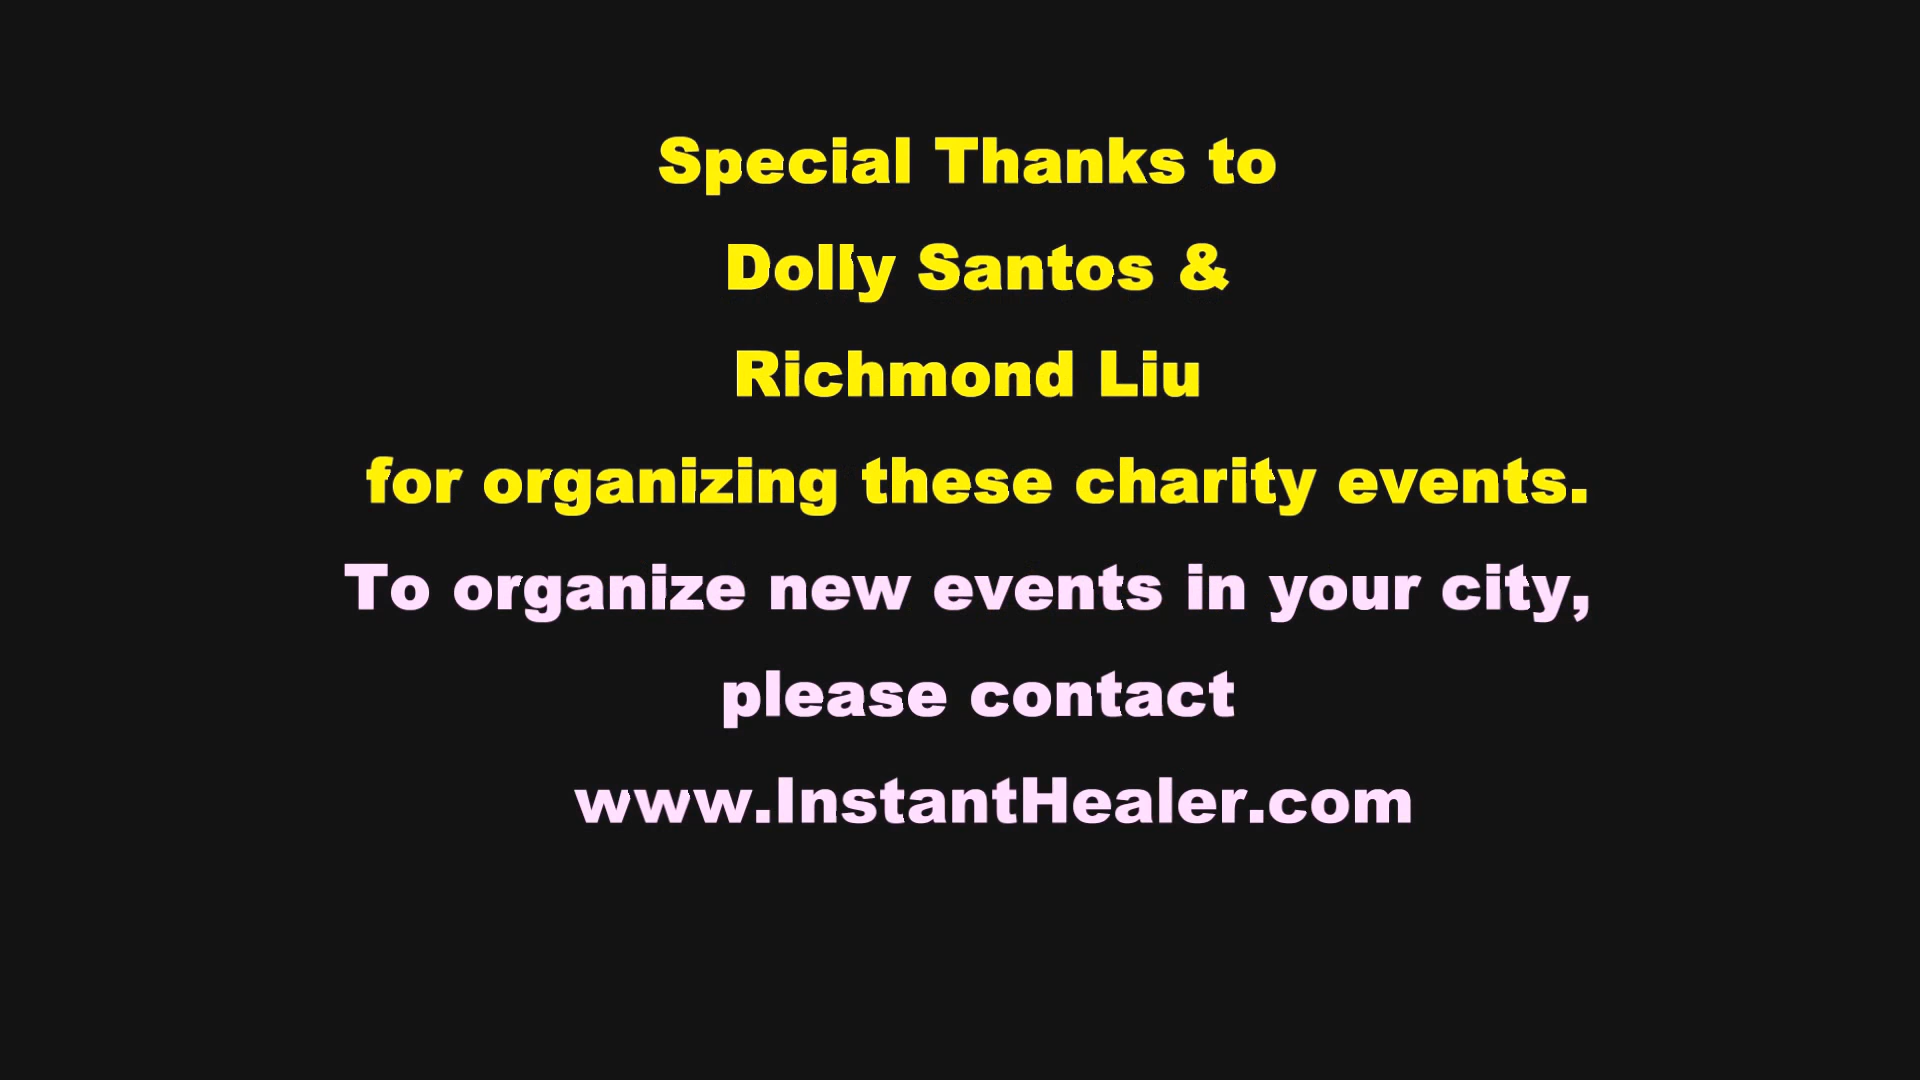 Special Thanks to
Dolly Santos &
Richmond Liu
for organizing these charity events.
To organize new events in your city,
please contact
www.InstantHealer.com